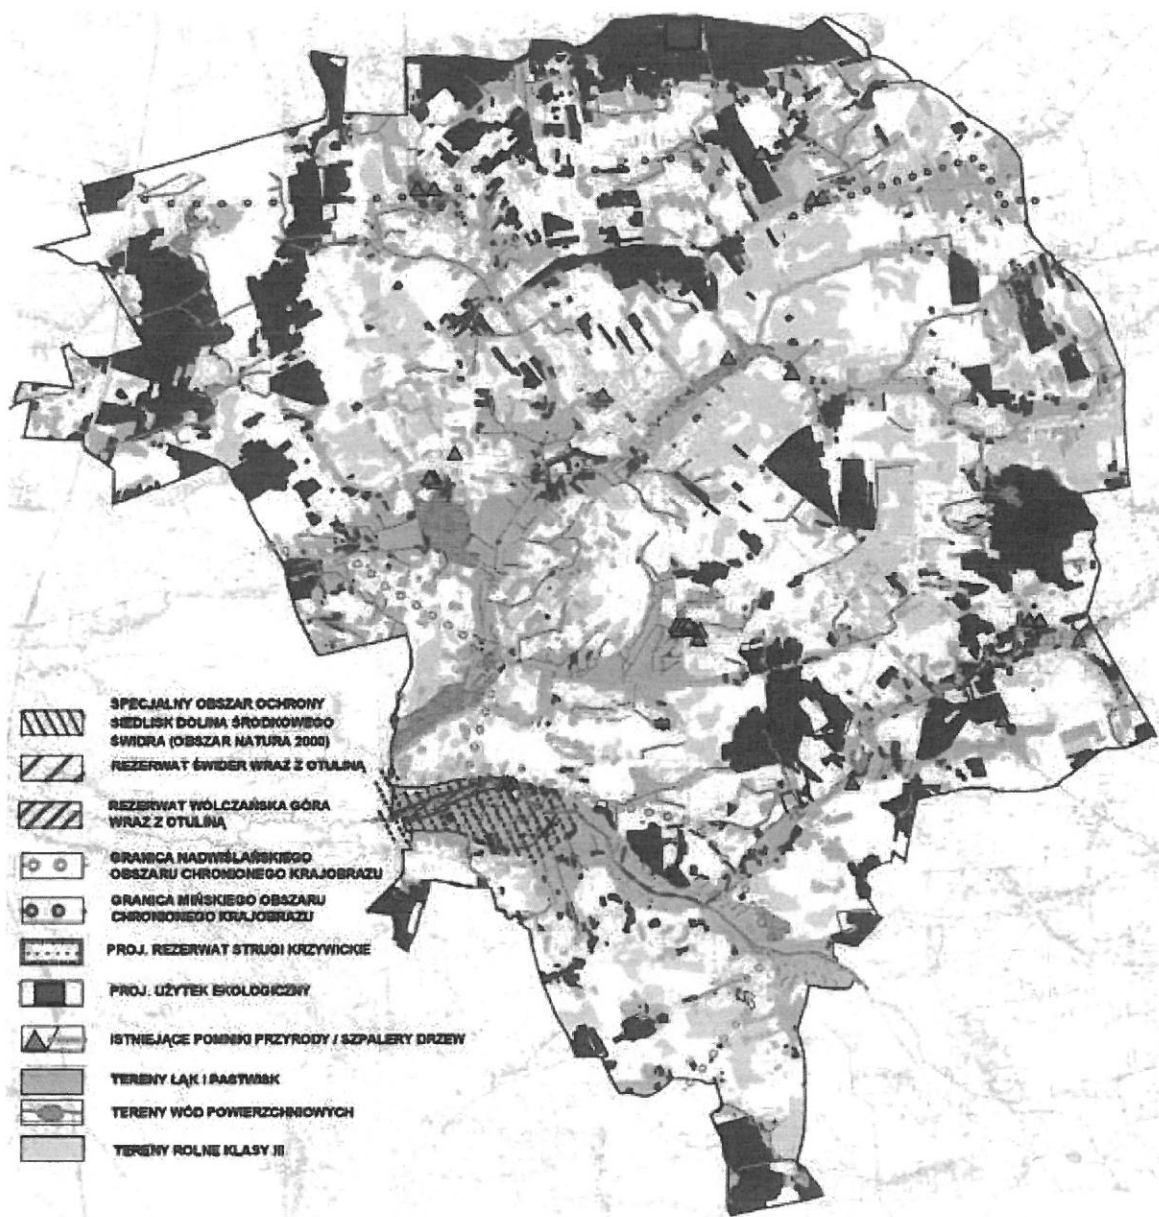 SPECJALNY OBSZAR OCHRONY
SIEDLISK DOLINA ŚRODKOWEGO
ŚWIDRA (OBSZAR NATURA 2000)
REZERWAT ŚWIDER WRAZ Z OTULINĄ
REZERWAT WÓLCZAŃSKA GÓRA
WRAZ Z OTULINĄ
GRANICA NADWIŚLAŃSKIEGO
OBSZARU CHRONIONEGO KRAJOBRAZU
GRANICA MIŃSKIEGO OBSZARU
CHRONIONEGO KRAJOBRAZU
PROJ. REZERWAT STRUGI KRZYWICKIE
PROJ. UŻYTEK EKOLOGICZNY
ISTNIEJĄCE POMNIKI PRZYRODY / SZPALERY DRZEW
TERENY ŁĄK I PASTWISK
TERENY WÓD POWIERZCHNIOWYCH
TERENY ROLNE KLASY III